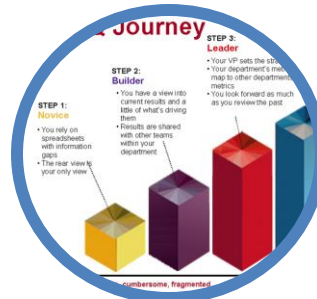 Journey
STEP 1:
Novice
• You rely on
spreadsheets
with information
gaps
• The rear view is
your only view
STEP 2:
Builder
• You have a view into
current results and a
little of what's driving
them
• Results are shared
with other teams
within your
department
STEP 3:
Leader
• Your VP sets the
• Your department's
map to other
metrics
• You look forward as much
as you review the past
cumbersome, fragmented